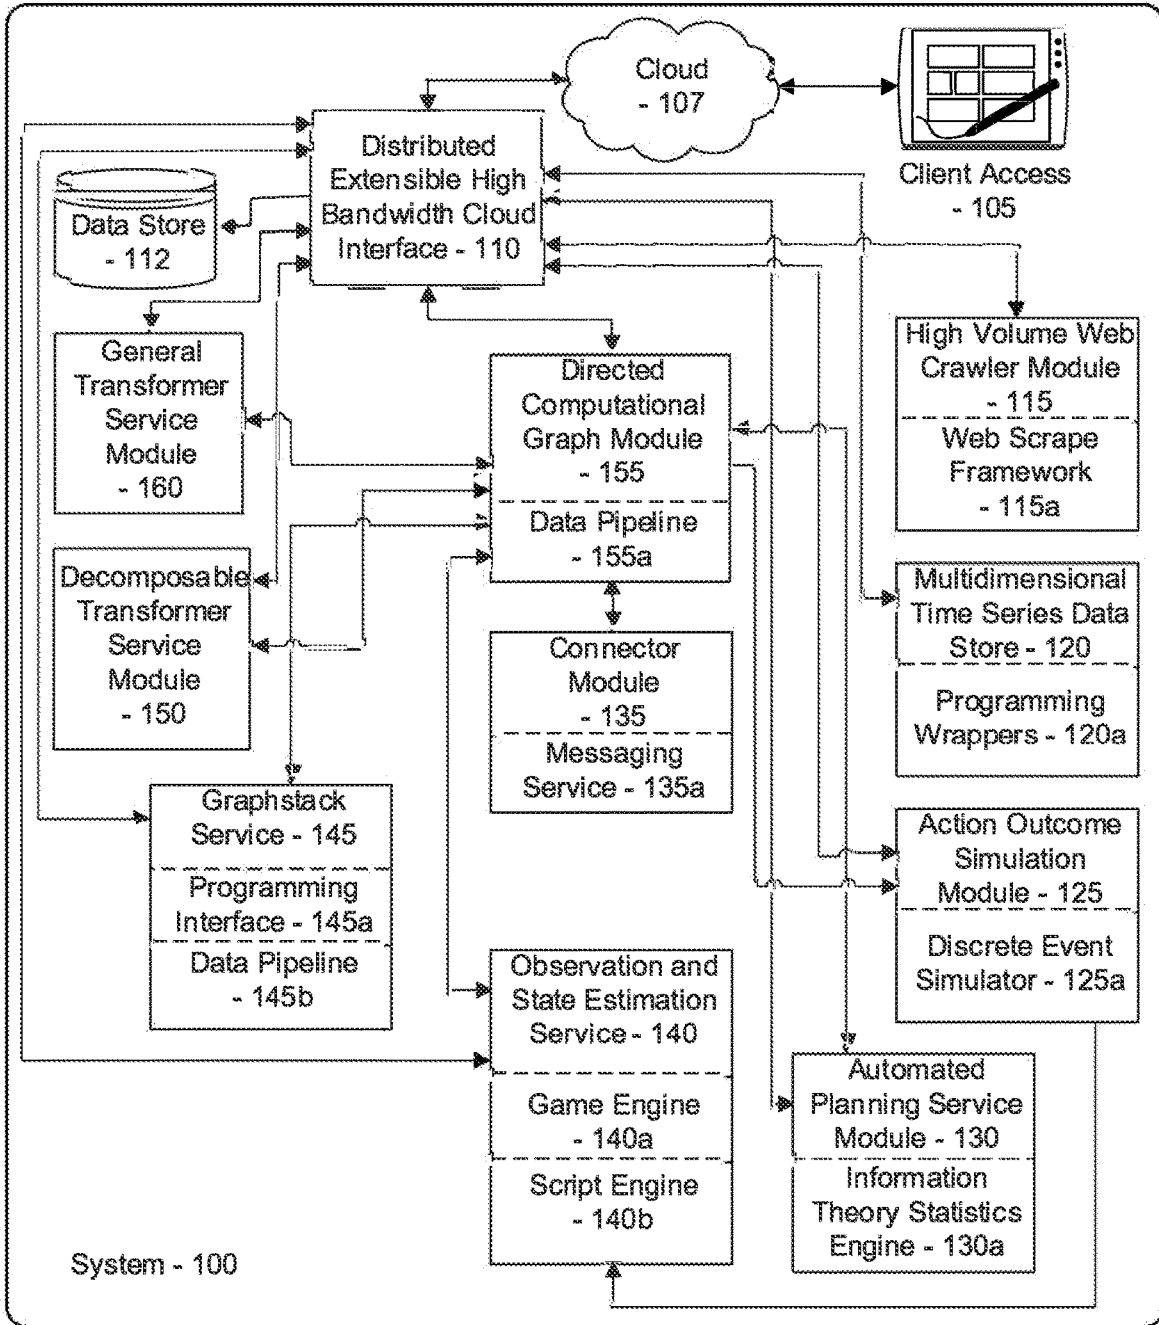 Cloud
- 107
Client Access
- 105
Distributed
Extensible High
Bandwidth Cloud
Interface - 110
Data Store
- 112
General
Transformer
Service
Module
- 160
Directed
Computational
Graph Module
- 155
Data Pipeline
- 155a
High Volume Web
Crawler Module
- 115
Web Scrape
Framework
- 115a
Decomposable
Transformer
Service
Module
- 150
Connector
Module
- 135
Messaging
Service - 135a
Multidimensional
Time Series Data
Store - 120
Programming
Wrappers - 120a
Graphstack
Service - 145
Programming
Interface - 145a
Data Pipeline
- 145b
Action Outcome
Simulation
Module - 125
Discrete Event
Simulator - 125a
Observation and
State Estimation
Service - 140
Game Engine
- 140a
Script Engine
- 140b
Automated
Planning Service
Module - 130
Information
Theory Statistics
Engine - 130a
System - 100